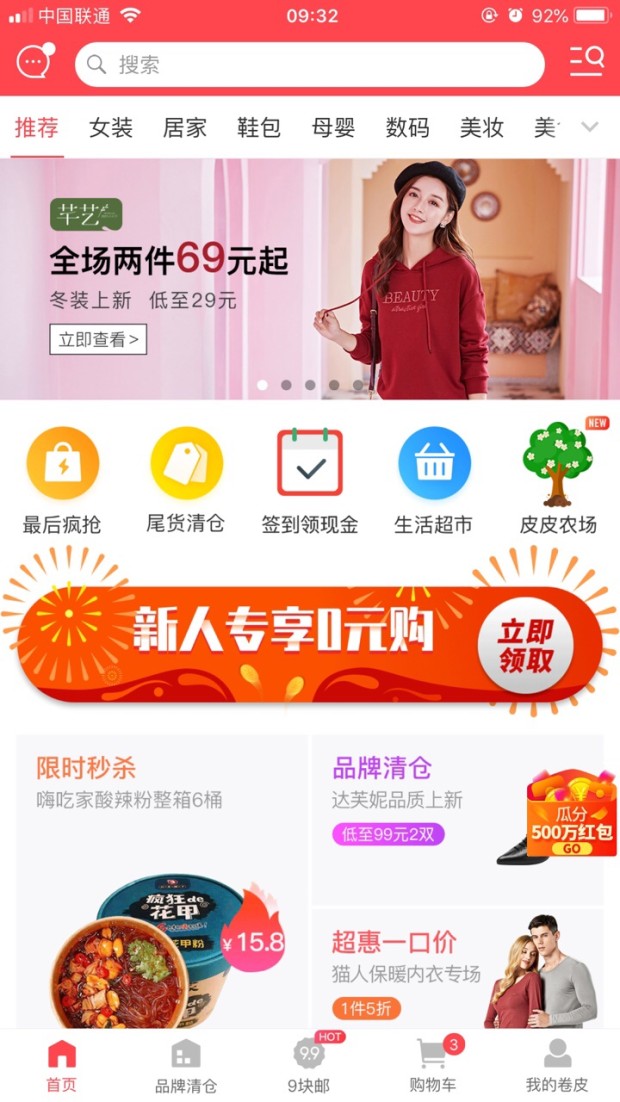 中国联通
09:32
92%
搜索
推荐 女装 居家 鞋包 母婴 数码 美妆 美
芊艺
全场两件69元起
冬装上新 低至29元
立即查看>
BEAUTY
NEW
最后疯抢 尾货清仓 签到领现金 生活超市 皮皮农场
新人专享0元购
立即
领取
限时秒杀
嗨吃家酸辣粉整箱6桶
疯狂de
花甲
花甲粉
¥15.8
品牌清仓
达芙妮品质上新
低至99元2双
瓜分
500万红包
GO
超惠一口价
猫人保暖内衣专场
1件5折
9.9
HOT
3
首页 品牌清仓 9块邮 购物车 我的卷皮